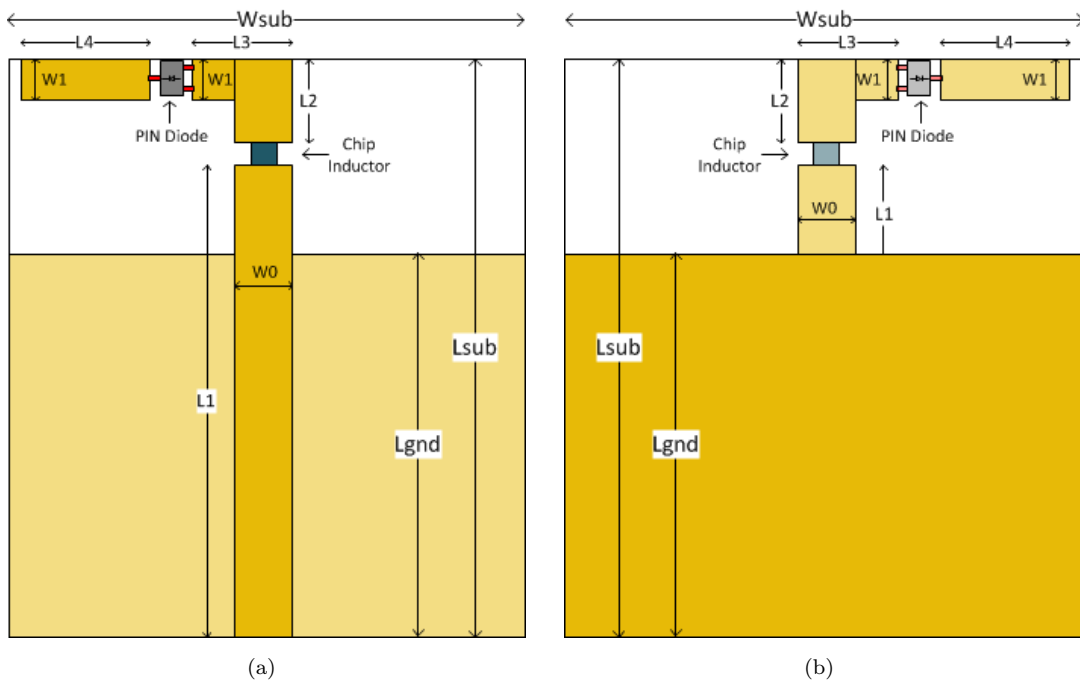 Wsub
L4
L3
W1
W1
L2
PIN Diode
Chip
Inductor
W0
Lsub
L1
Lgnd
(a)
Wsub
L3
L4
W1
W1
L2
PIN Diode
Chip
Inductor
W0
L1
Lsub
Lgnd
(b)